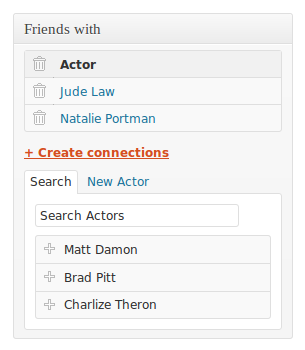 Friends with
Actor
Jude Law
Natalie Portman
+ Create connections
Search New Actor
Search Actors
Matt Damon
Brad Pitt
Charlize Theron